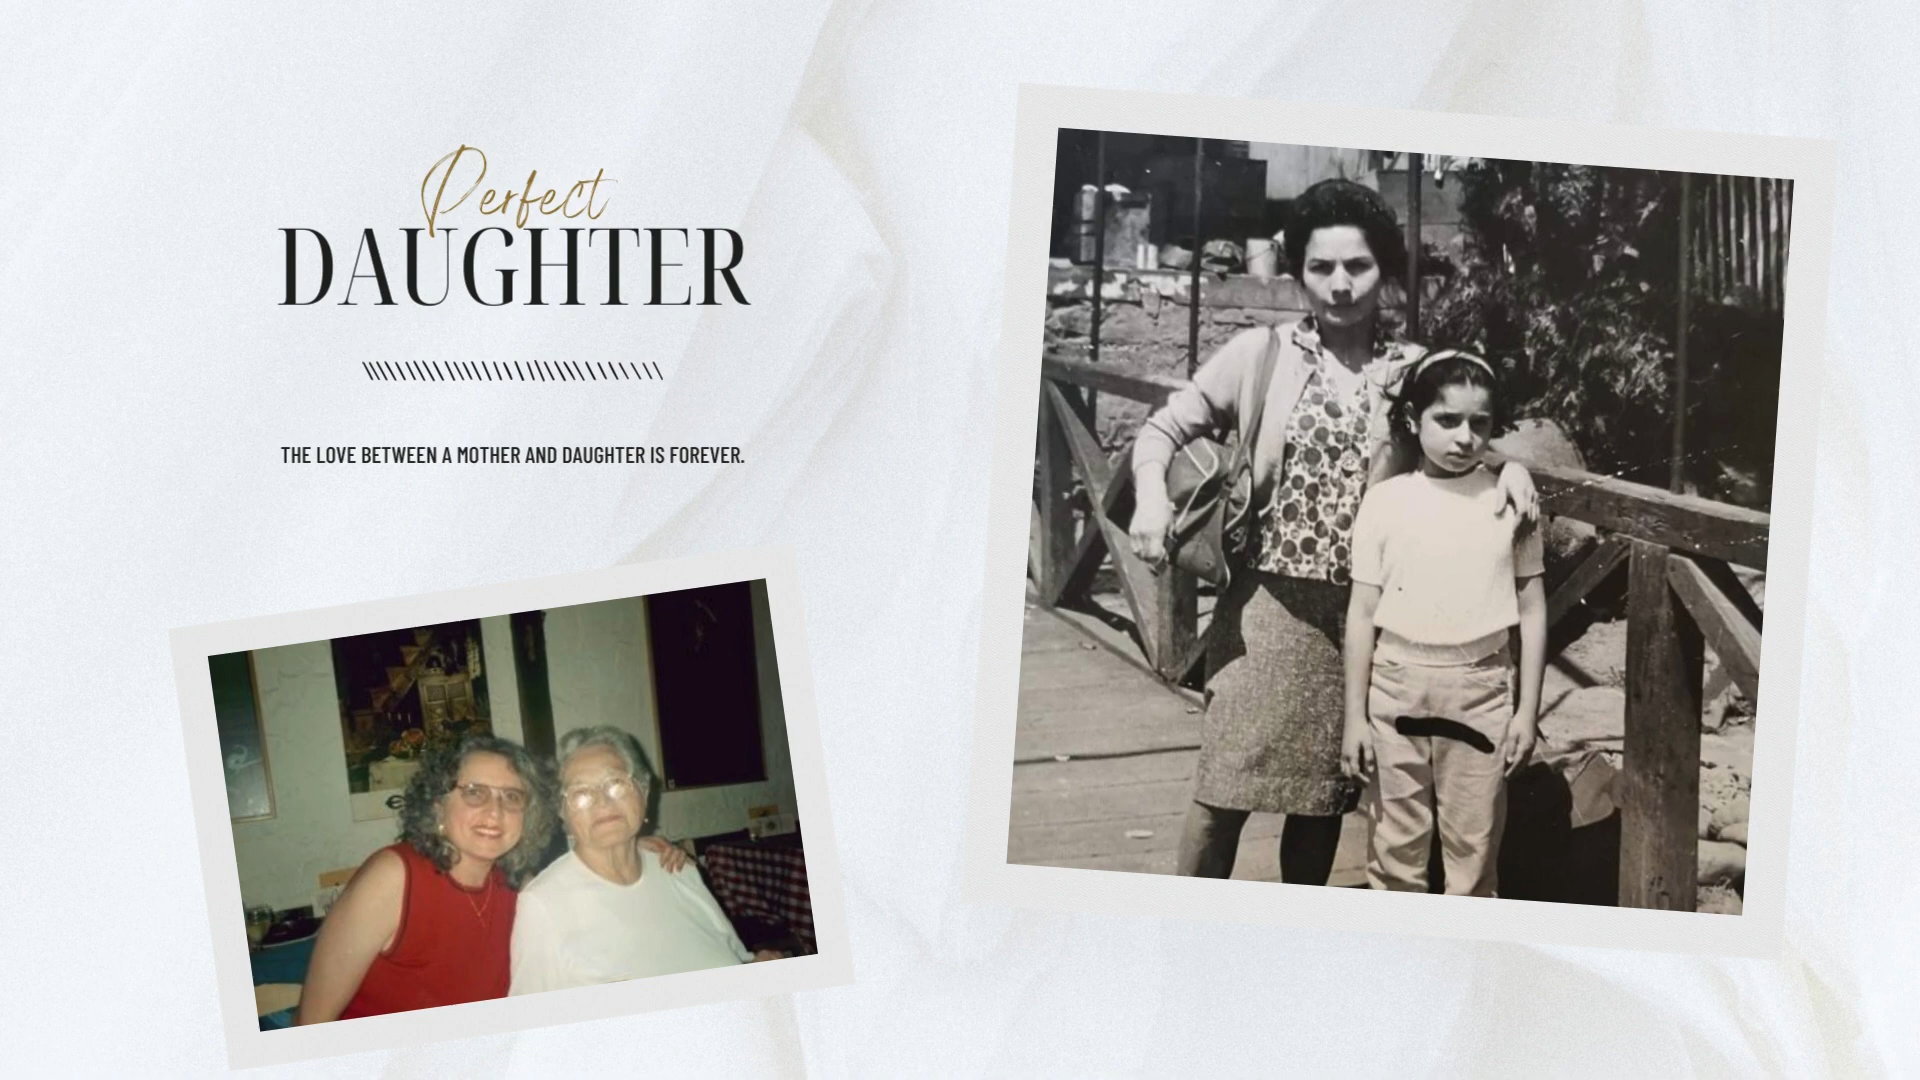 Perfect
DAUGHTER
THE LOVE BETWEEN A MOTHER AND DAUGHTER IS FOREVER.